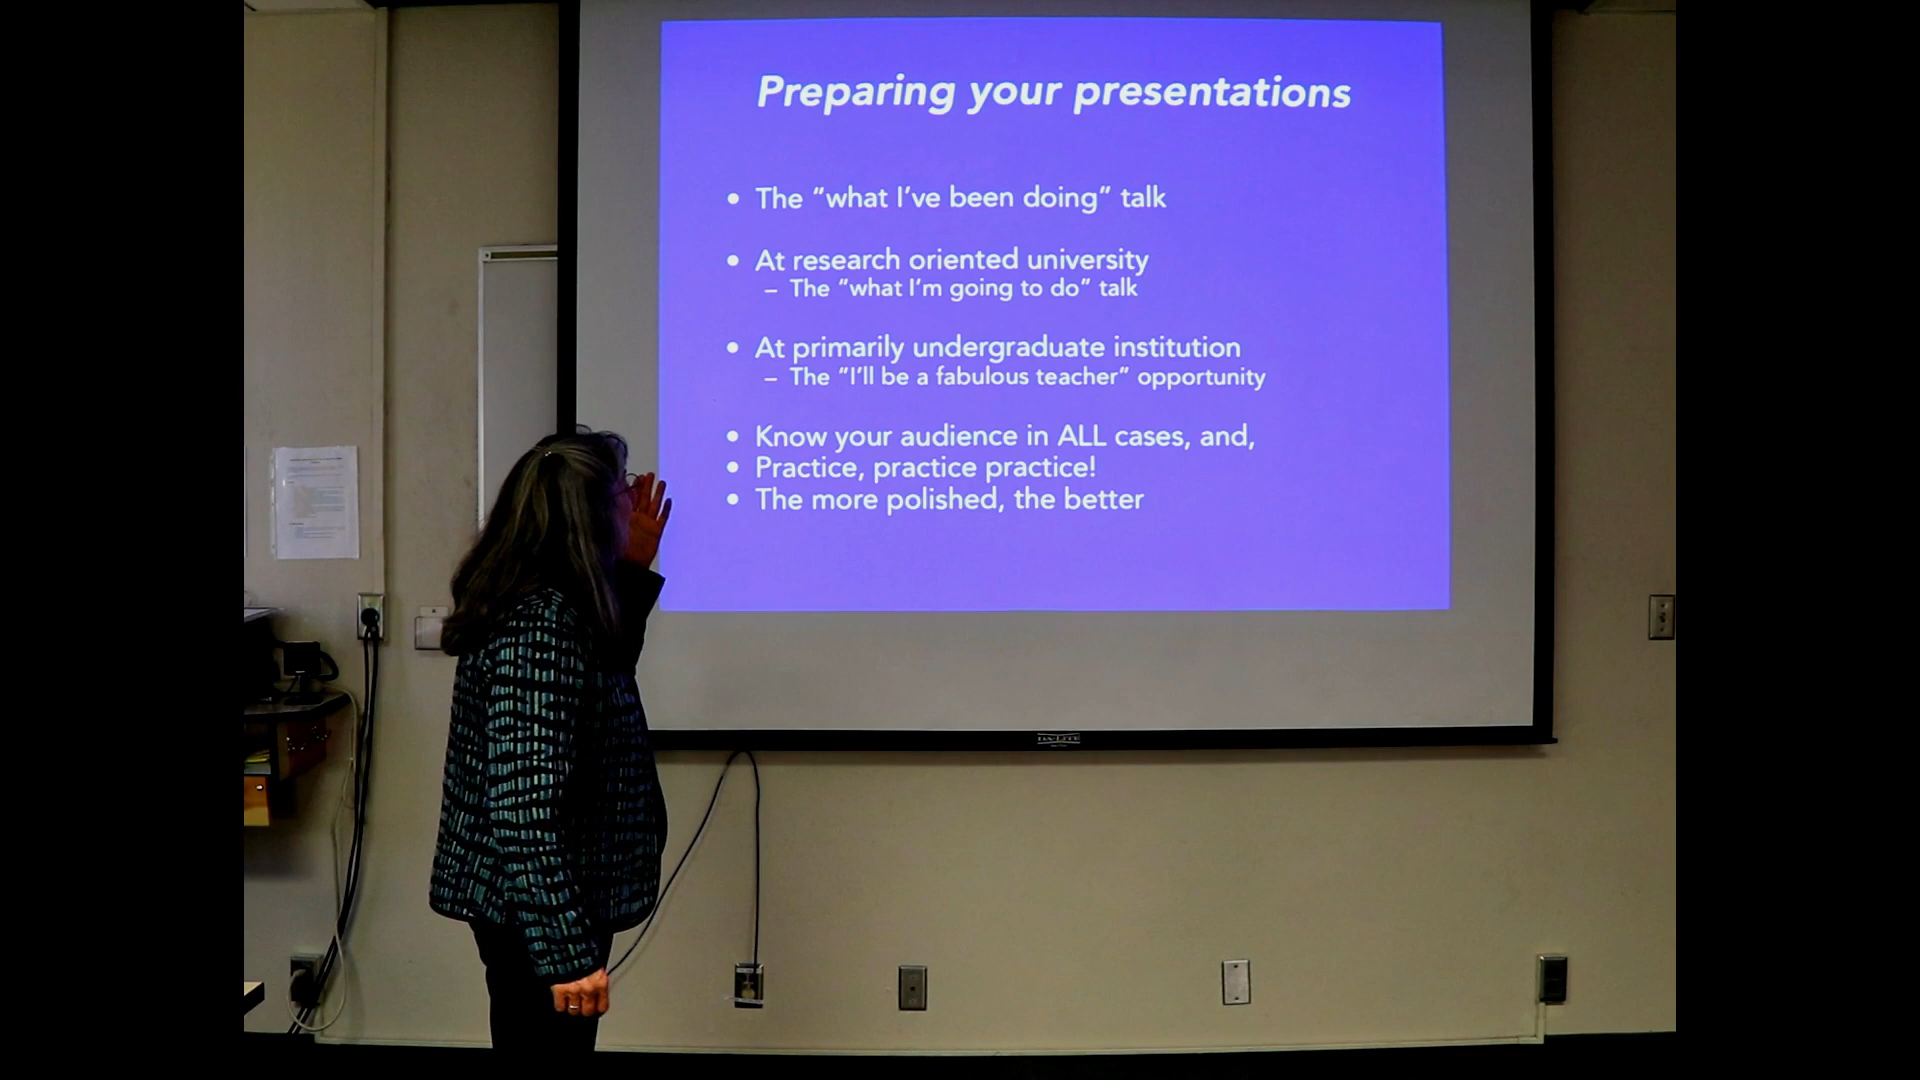 Preparing your presentations
• The “what I’ve been doing” talk
• At research oriented university
– The “what I’m going to do” talk
• At primarily undergraduate institution
– The “I’ll be a fabulous teacher” opportunity
• Know your audience in ALL cases, and,
• Practice, practice practice!
• The more polished, the better
DA-LITE